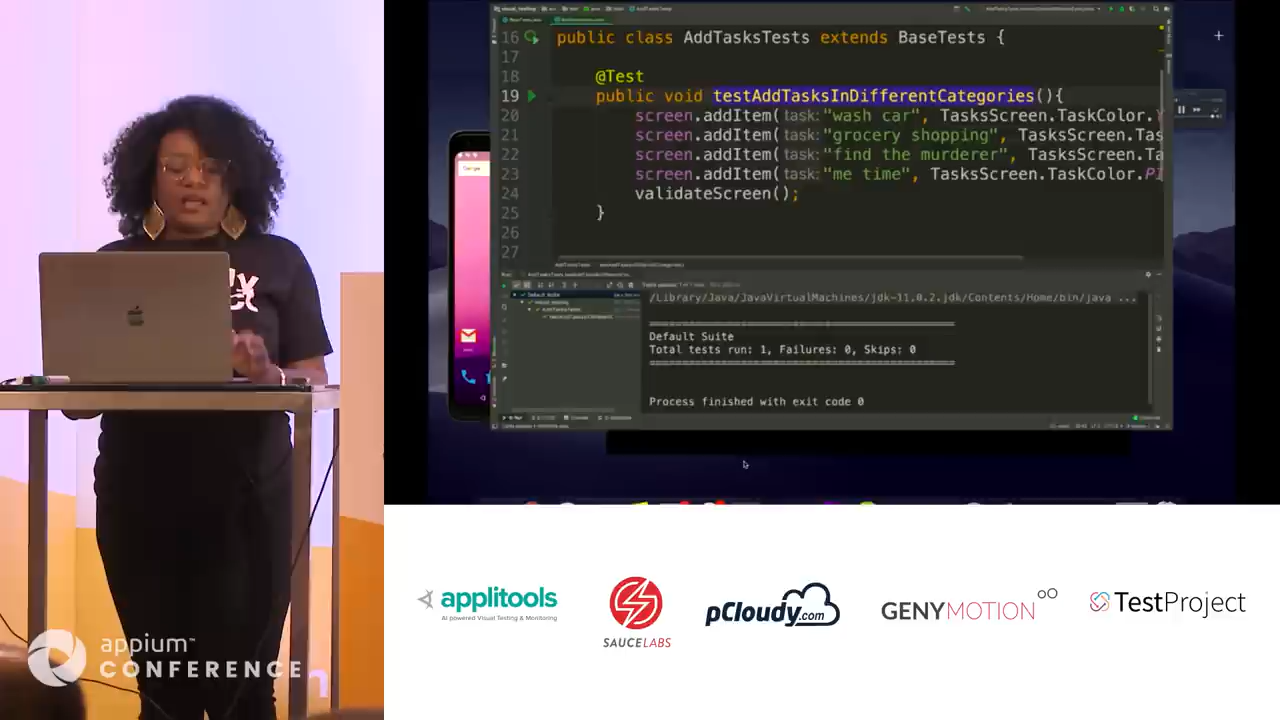 16 public class AddTasksTests extends BaseTests {
17
18 @Test
19 public void testAddTasksInDifferentCategories(){
20 screen.addItem( task: "wash car", TasksScreen.TaskColor.Y
21 screen.addItem( task: "grocery shopping", TasksScreen.Tas
22 screen.addItem( task: "find the murderer", TasksScreen.Ta
23 screen.addItem( task: "me time", TasksScreen.TaskColor.PI
24 validateScreen();
25 }
26
27
/Library/Java/JavaVirtualMachines/jdk-11.0.2.jdk/Contents/Home/bin/java ...
===============================================
Default Suite
Total tests run: 1, Failures: 0, Skips: 0
===============================================
Process finished with exit code 0
applitools
AI powered Visual Testing & Monitoring
SAUCELABS
pCloudy.com
GENYMOTION
TestProject
appium™
CONFERENCE